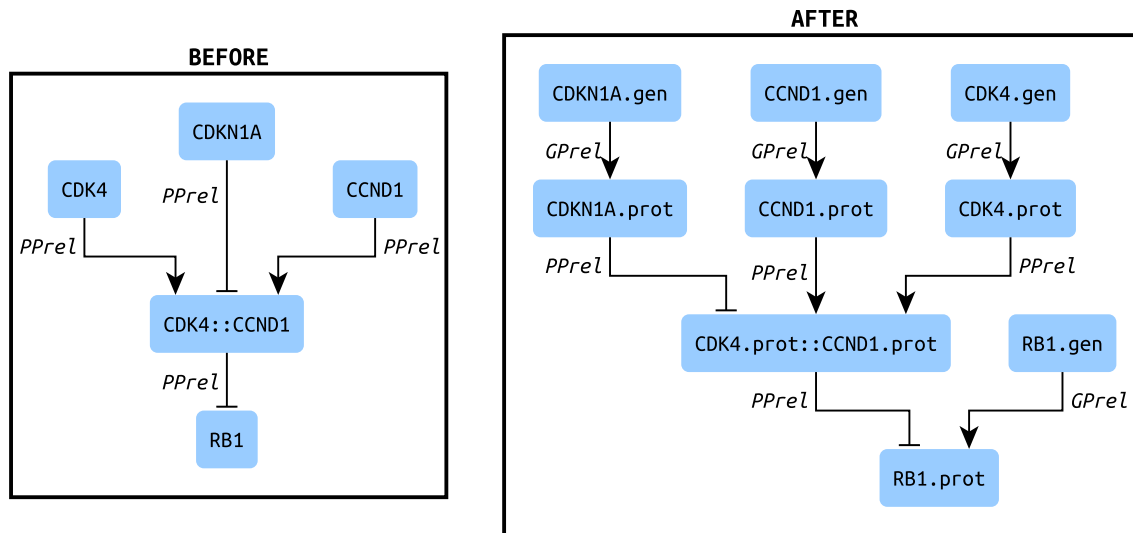 BEFORE
CDKN1A
CDK4
CCND1
PPrel
PPrel
PPrel
CDK4::CCND1
PPrel
RB1
AFTER
CDKN1A.gen
CCND1.gen
CDK4.gen
GPrel
GPrel
GPrel
CDKN1A.prot
CCND1.prot
CDK4.prot
PPrel
PPrel
PPrel
CDK4.prot::CCND1.prot
RB1.gen
PPrel
GPrel
RB1.prot